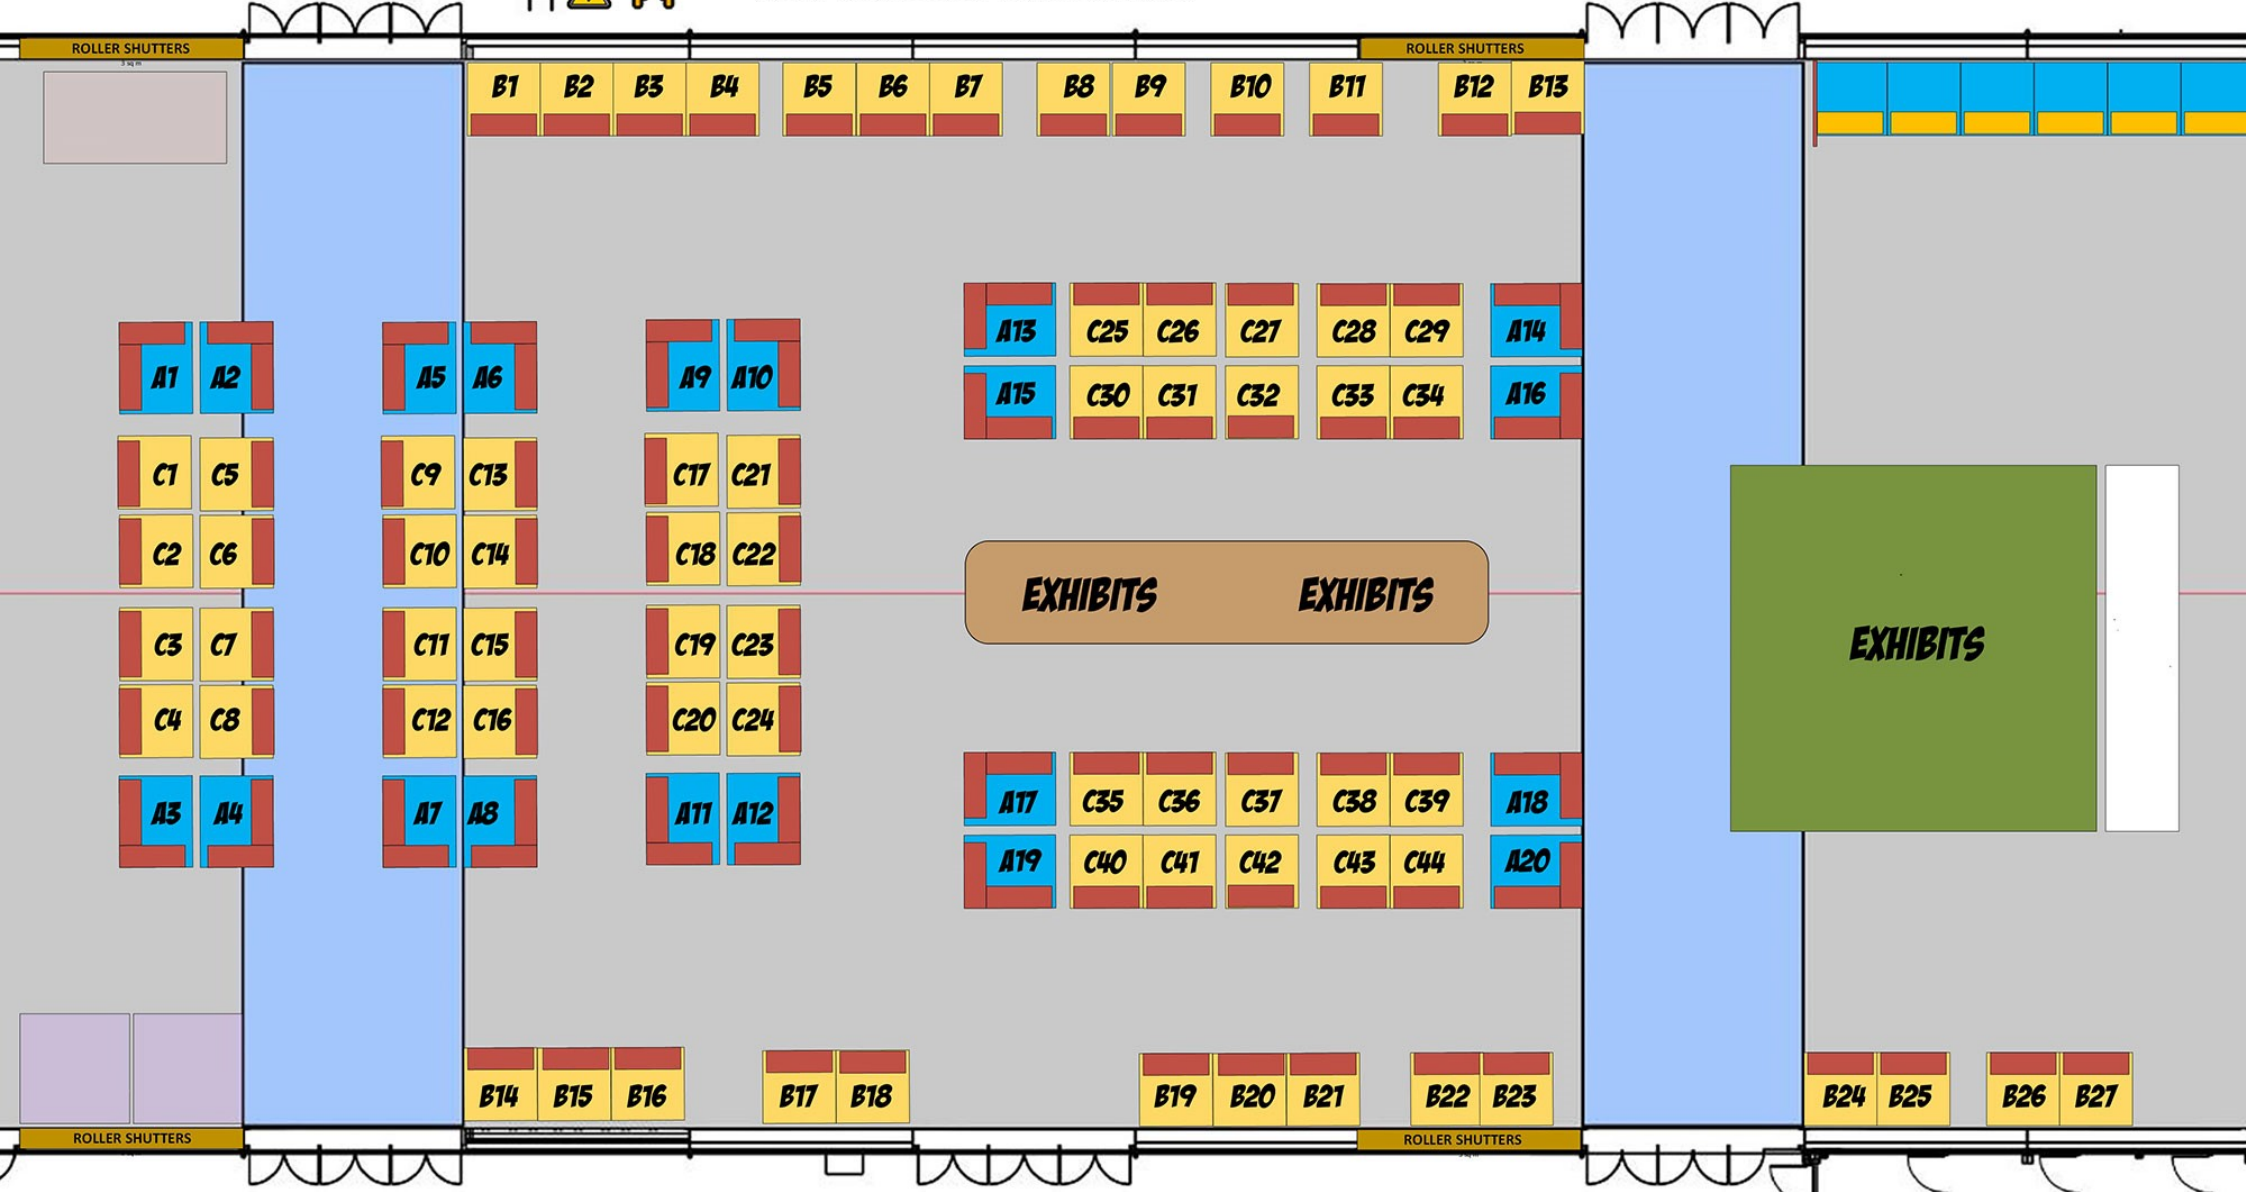 ROLLER SHUTTERS ROLLER SHUTTERS
3 sq m
B1 B2 B3 B4 B5 B6 B7 B8 B9 B10 B11 B12 B13
A13 C25 C26 C27 C28 C29 A14
A1 A2 A5 A6 A9 A10
A15 C30 C31 C32 C33 C34 A16
C1 C5 C9 C13 C17 C21
C2 C6 C10 C14 C18 C22
EXHIBITS EXHIBITS
C3 C7 C11 C15 C19 C23
EXHIBITS
C4 C8 C12 C16 C20 C24
A17 C35 C36 C37 C38 C39 A18
A3 A4 A7 A8 A11 A12
A19 C40 C41 C42 C43 C44 A20
B14 B15 B16 B17 B18 B19 B20 B21 B22 B23 B24 B25 B26 B27
ROLLER SHUTTERS ROLLER SHUTTERS